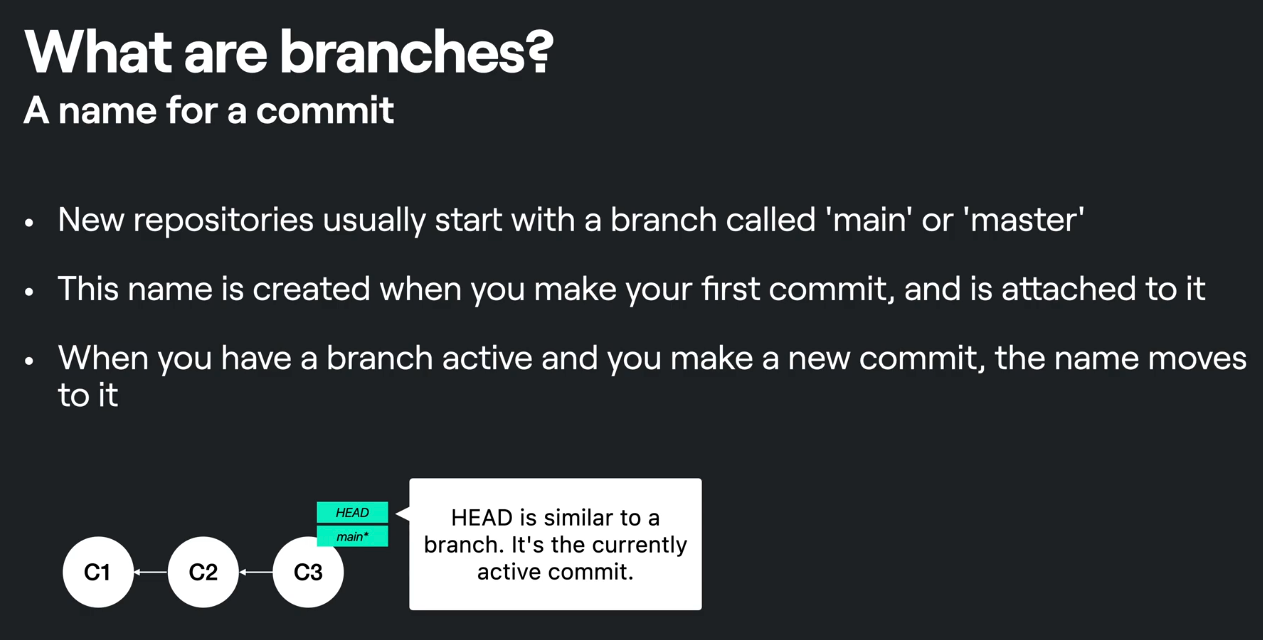 What are branches?
A name for a commit
• New repositories usually start with a branch called 'main' or 'master'
• This name is created when you make your first commit, and is attached to it
• When you have a branch active and you make a new commit, the name moves
to it
HEAD
main*
C1
C2
C3
HEAD is similar to a
branch. It's the currently
active commit.